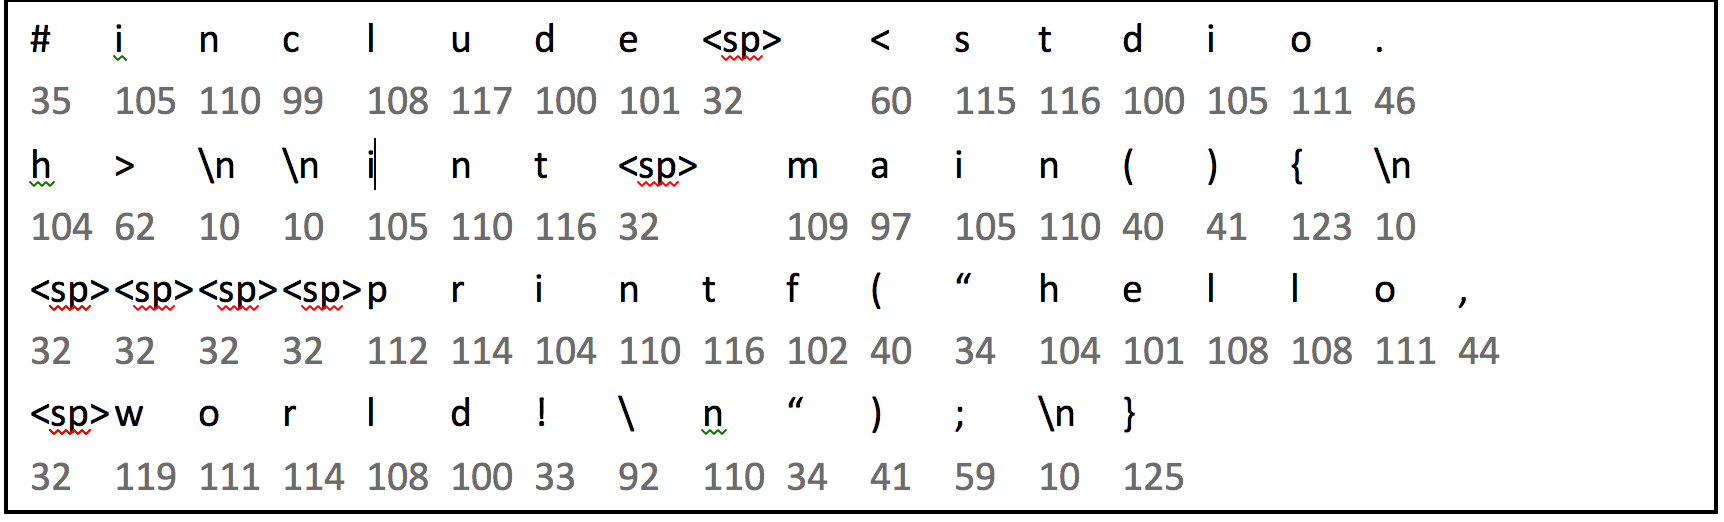 # i n c l u d e <sp> < s t d i o .
35 105 110 99 108 117 100 101 32 60 115 116 100 105 111 46
h > \n \n i n t <sp> m a i n ( ) { \n
104 62 10 10 105 110 116 32 109 97 105 110 40 41 123 10
<sp> <sp> <sp> <sp> p r i n t f ( “ h e l l o ,
32 32 32 32 112 114 104 110 116 102 40 34 104 101 108 108 111 44
<sp> w o r l d ! \ n “ ) ; \n }
32 119 111 114 108 100 33 92 110 34 41 59 10 125